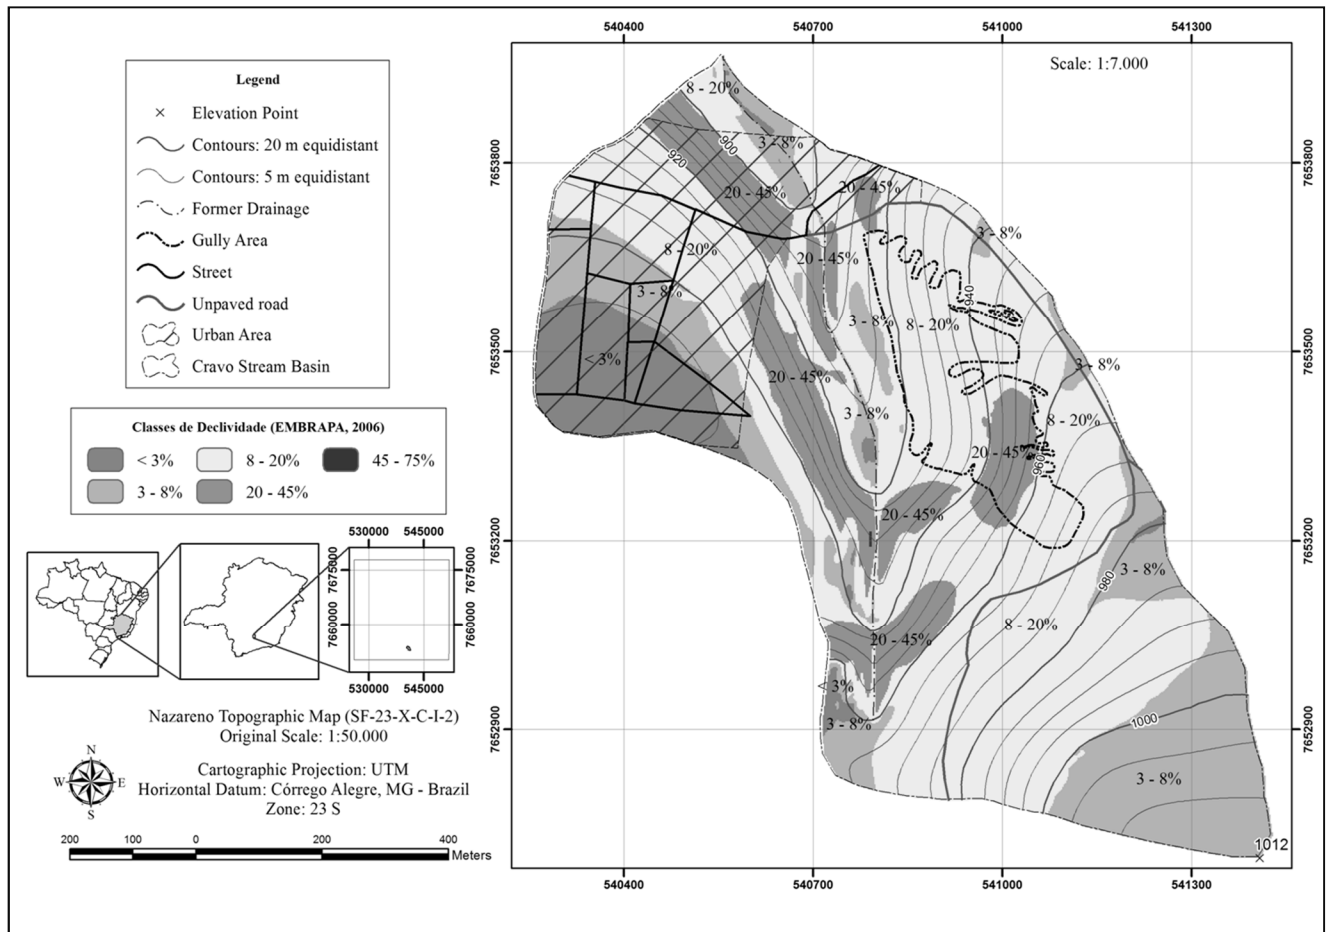 Legend
Elevation Point
Contours: 20 m equidistant
Contours: 5 m equidistant
Former Drainage
Gully Area
Street
Unpaved road
Urban Area
Cravo Stream Basin
Classes de Declividade (EMBRAPA, 2006)
< 3%
8 - 20%
45 - 75%
3 - 8%
20 - 45%
530000
545000
7675000
7675000
7660000
7660000
530000
545000
Nazareno Topographic Map (SF-23-X-C-I-2)
Original Scale: 1:50.000
N
W
E
S
Cartographic Projection: UTM
Horizontal Datum: Córrego Alegre, MG - Brazil
Zone: 23 S
200
100
0
200
400
Meters
540400
540700
541000
541300
Scale: 1:7.000
8 - 20%
3 - 8%
900
920
7653800
7653800
20 - 45%
20 - 45%
3 - 8%
8 - 20%
20 - 45%
3 - 8%
940
3 - 8%
8 - 20%
7653500
7653500
< 3%
3 - 8%
20 - 45%
3 - 8%
8 - 20%
20 - 45%
960
20 - 45%
7653200
7653200
3 - 8%
980
8 - 20%
20 - 45%
< 3%
3 - 8%
1000
7652900
7652900
3 - 8%
1012
540400
540700
541000
541300